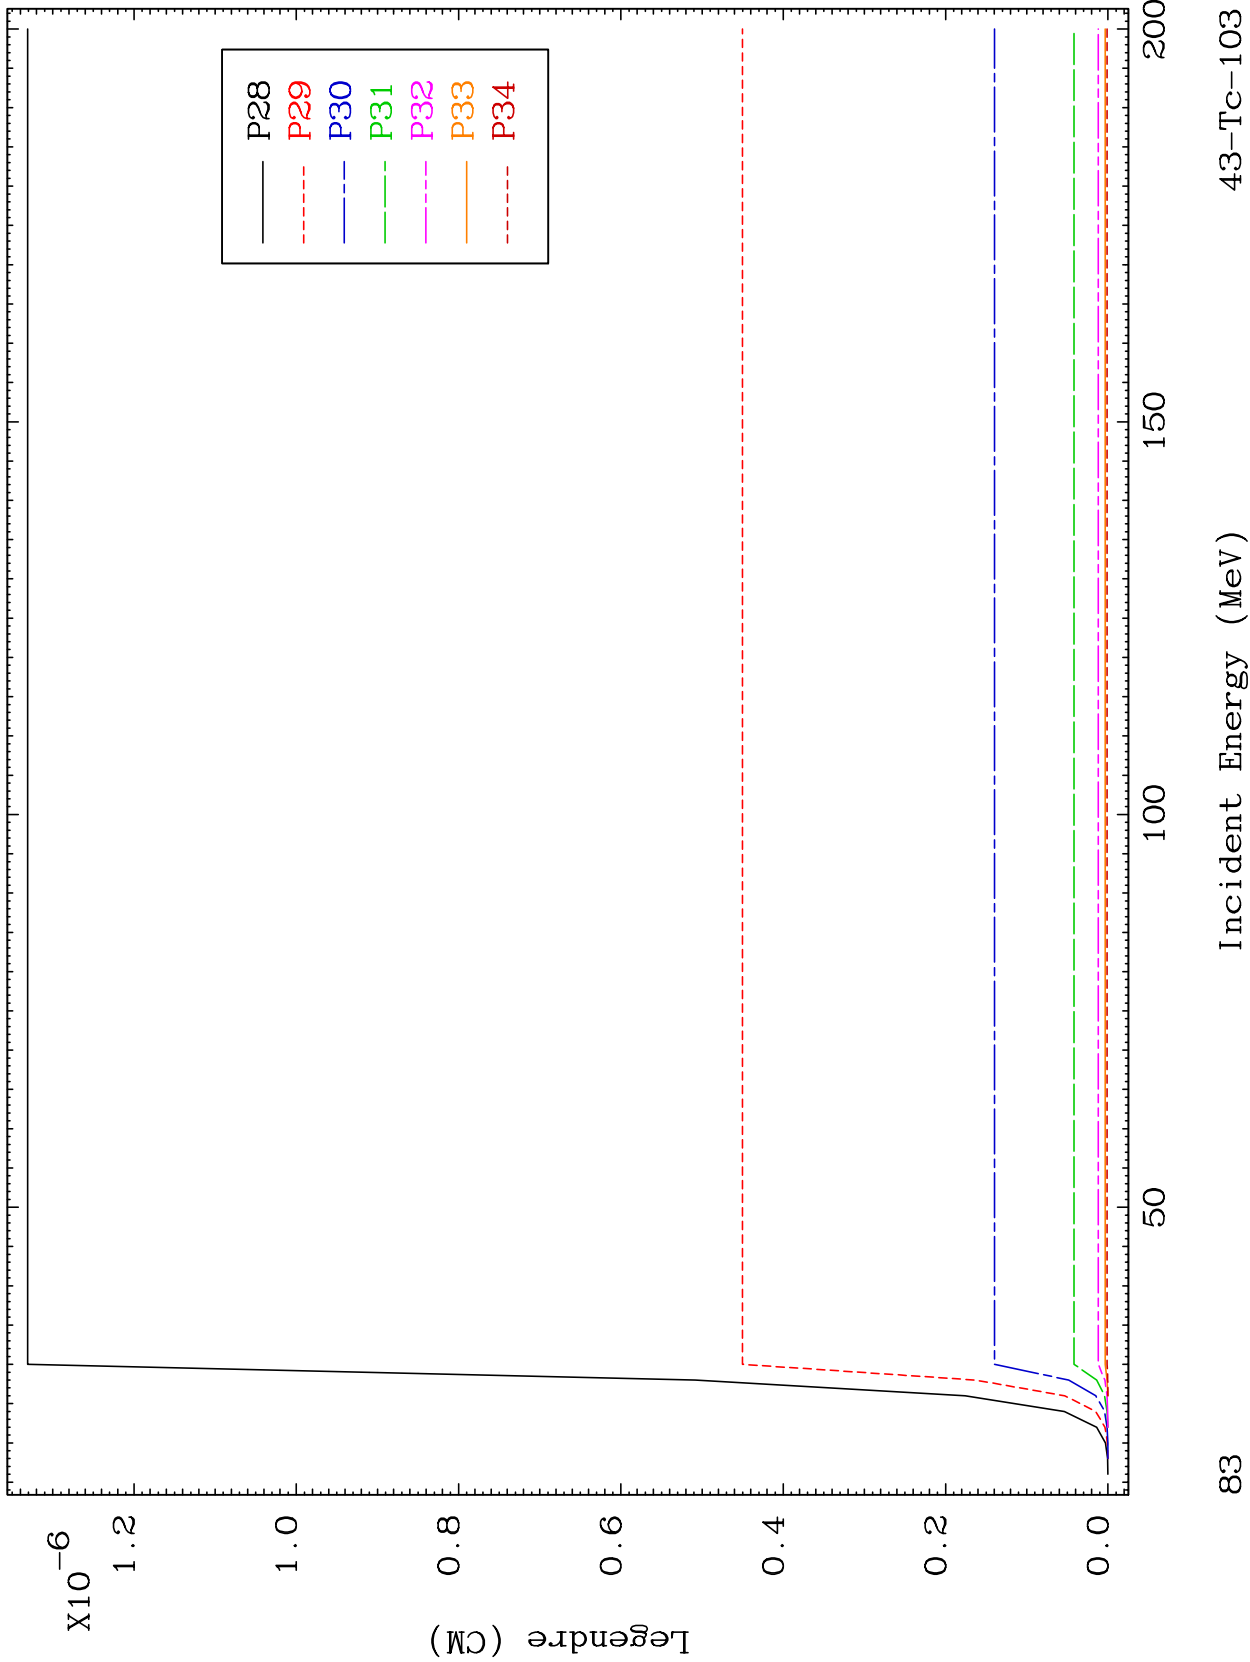 X10-6
1.2
1.0
0.8
0.6
0.4
0.2
0.0
Legendre (CM)
P28
P29
P30
P31
P32
P33
P34
50 100 150 200
Incident Energy (MeV)
83 43-Tc-103